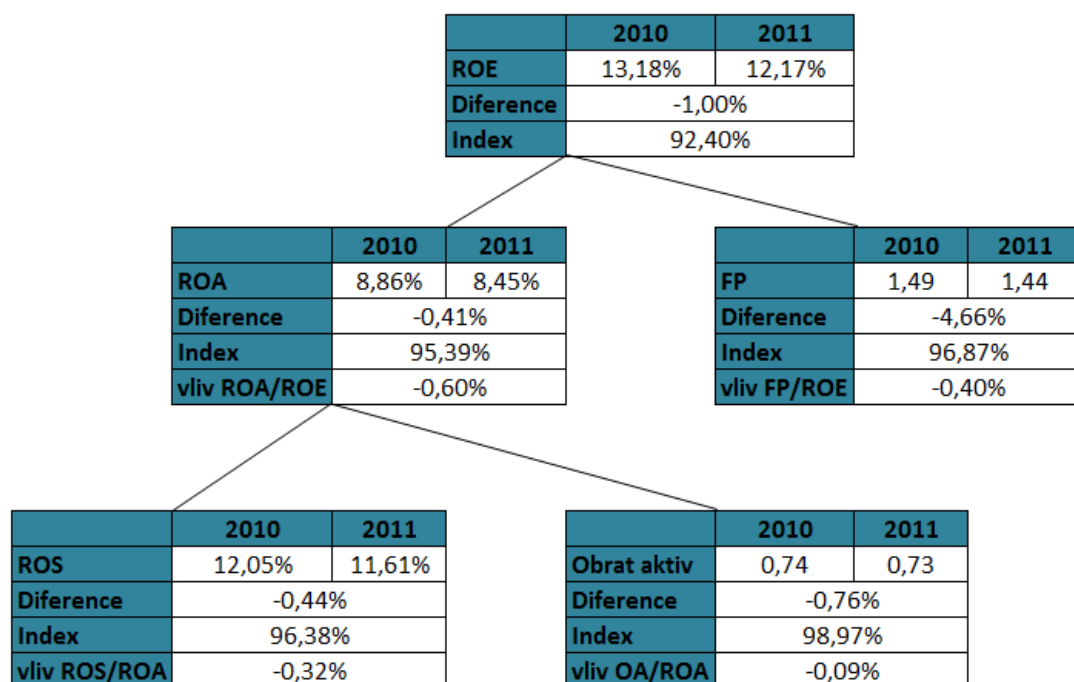 2010 2011
ROE 13,18% 12,17%
Diference -1,00%
Index 92,40%
2010 2011
ROA 8,86% 8,45%
Diference -0,41%
Index 95,39%
vliv ROA/ROE -0,60%
2010 2011
FP 1,49 1,44
Diference -4,66%
Index 96,87%
vliv FP/ROE -0,40%
2010 2011
ROS 12,05% 11,61%
Diference -0,44%
Index 96,38%
vliv ROS/ROA -0,32%
2010 2011
Obrat aktiv 0,74 0,73
Diference -0,76%
Index 98,97%
vliv OA/ROA -0,09%